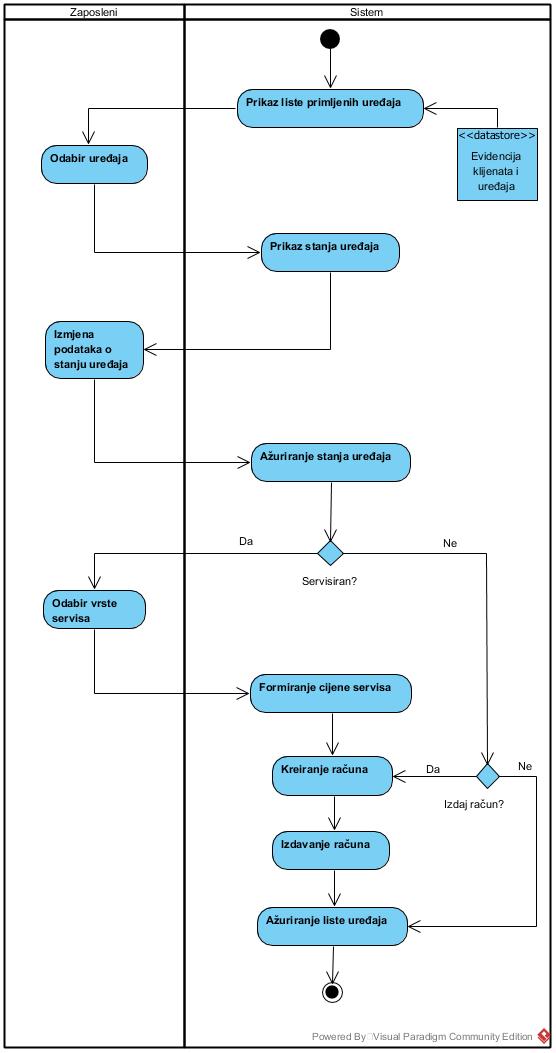 Zaposleni
Sistem
Prikaz liste primljenih uređaja
<<datastore>>
Evidencija
klijenata i
uređaja
Odabir uređaja
Prikaz stanja uređaja
Izmjena
podataka o
stanju uređaja
Ažuriranje stanja uređaja
Da
Ne
Servisiran?
Odabir vrste
servisa
Formiranje cijene servisa
Kreiranje računa
Da
Ne
Izdaj račun?
Izdavanje računa
Ažuriranje liste uređaja
Powered By Visual Paradigm Community Edition